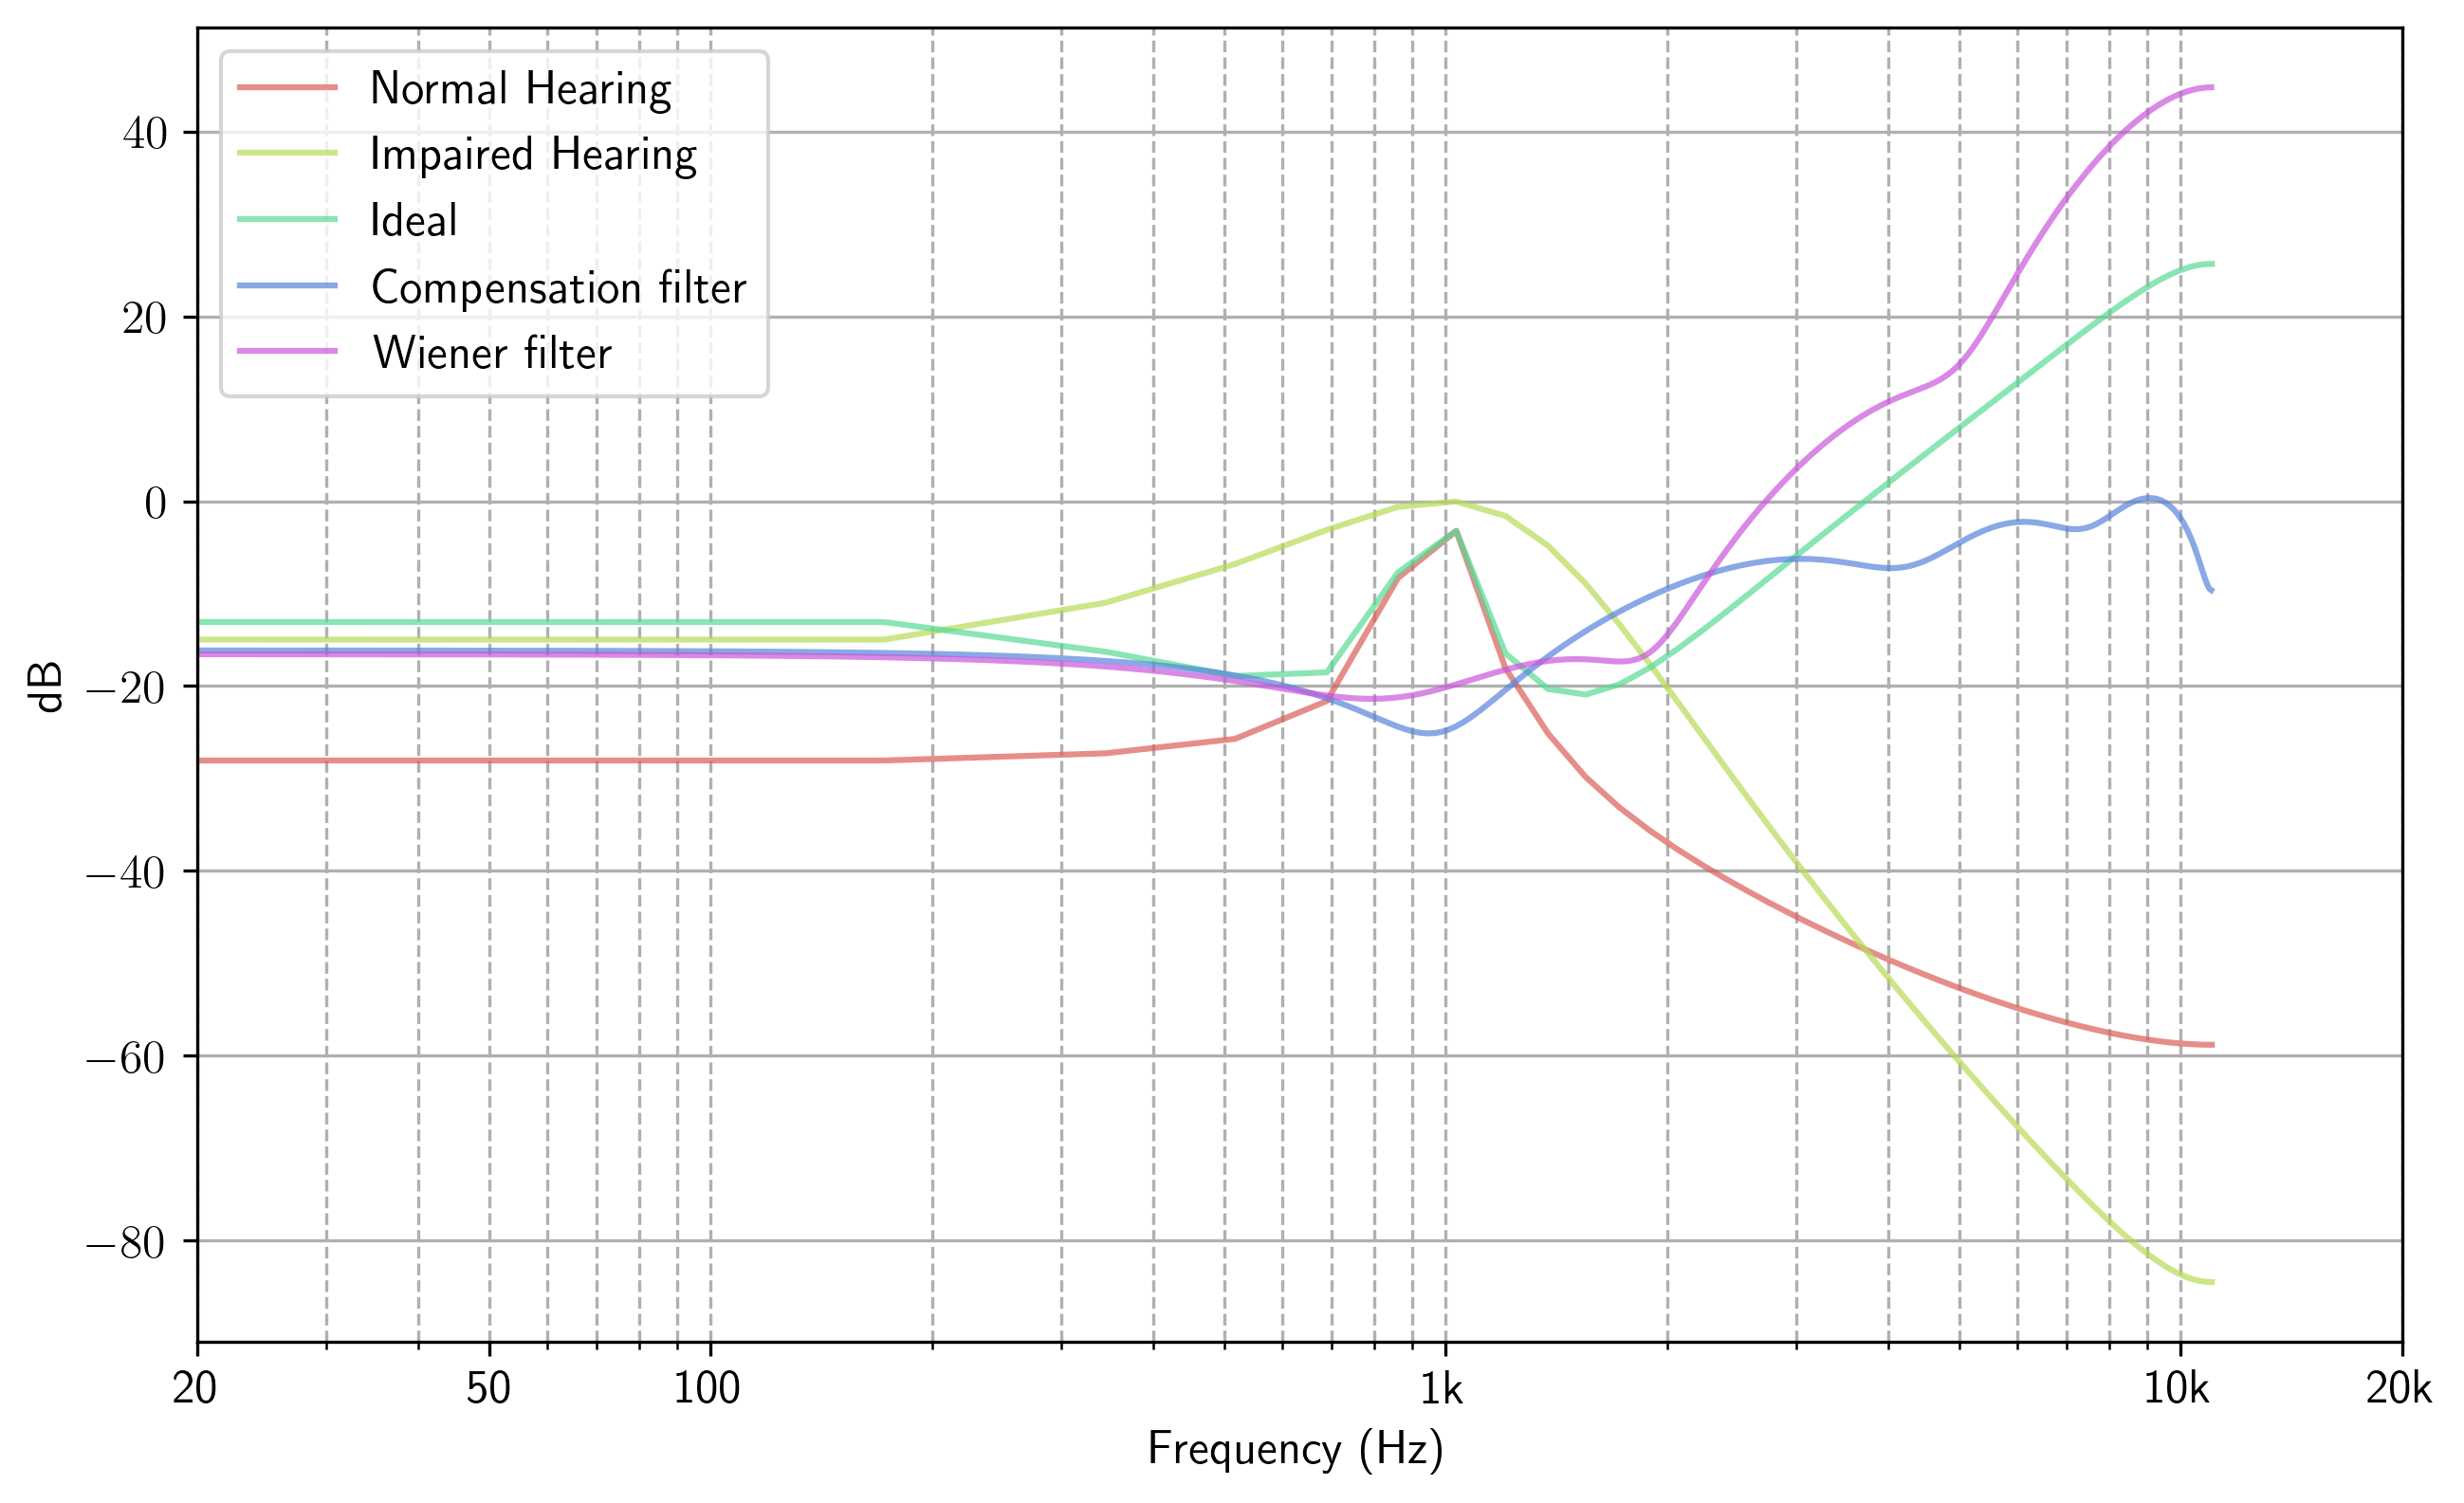 Normal Hearing
Impaired Hearing
Ideal
Compensation filter
Wiener filter
40
20
0
−20
−40
−60
−80
dB
20 50 100 1k 10k 20k
Frequency (Hz)